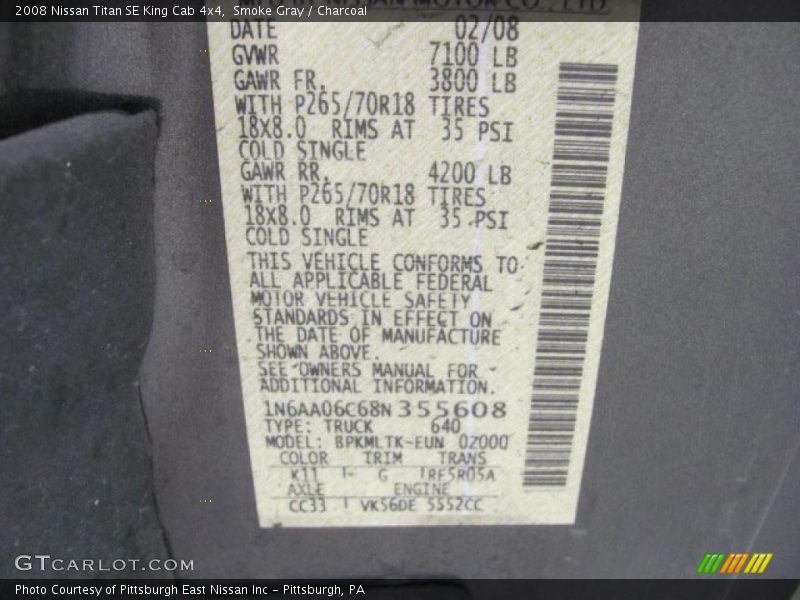 2008 Nissan Titan SE King Cab 4x4, Smoke Gray / Charcoal
DATE 02/08
GVWR 7100 LB
GAWR FR. 3800 LB
WITH P265/70R18 TIRES
18X8.0 RIMS AT 35 PSI
COLD SINGLE
GAWR RR. 4200 LB
WITH P265/70R18 TIRES
18X8.0 RIMS AT 35 PSI
COLD SINGLE
THIS VEHICLE CONFORMS TO
ALL APPLICABLE FEDERAL
MOTOR VEHICLE SAFETY
STANDARDS IN EFFECT ON
THE DATE OF MANUFACTURE
SHOWN ABOVE.
SEE OWNERS MANUAL FOR
ADDITIONAL INFORMATION.
1N6AA06C68N355608
TYPE: TRUCK 640
MODEL: BPKMLTK-EUN 02000
COLOR TRIM TRANS
K11 G RE5R05A
AXLE ENGINE
CC33 VK56DE 5552CC
GTCARLOT.COM
Photo Courtesy of Pittsburgh East Nissan Inc - Pittsburgh, PA